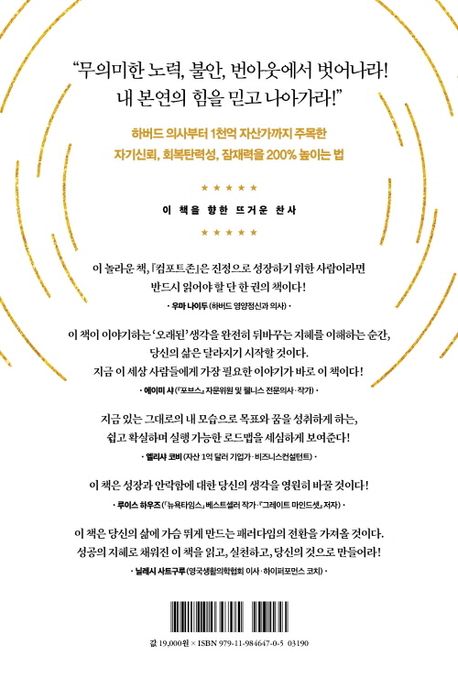 “무의미한 노력, 불안, 번아웃에서 벗어나라!
내 본연의 힘을 믿고 나아가라!”
하버드 의사부터 1천억 자산가까지 주목한
자기신뢰, 회복탄력성, 잠재력을 200% 높이는 법
이 책을 향한 뜨거운 찬사
이 놀라운 책, 『컴포트존』은 진정으로 성장하기 위한 사람이라면
반드시 읽어야 할 단 한 권의 책이다!
· 우마 나이두 (하버드 영양정신과 의사) ·
이 책이 이야기하는 ‘오래된’ 생각을 완전히 뒤바꾸는 지혜를 이해하는 순간,
당신의 삶은 달라지기 시작할 것이다.
지금 이 세상 사람들에게 가장 필요한 이야기가 바로 이 책이다!
· 에이미 샤 (『포브스』 자문위원 및 웰니스 전문의사·작가) ·
지금 있는 그대로의 내 모습으로 목표와 꿈을 성취하게 하는,
쉽고 확실하며 실행 가능한 로드맵을 세심하게 보여준다!
· 엘리샤 코비 (자산 1억 달러 기업가·비즈니스컨설턴트) ·
이 책은 성장과 안락함에 대한 당신의 생각을 영원히 바꿀 것이다!
· 루이스 하우즈 (『뉴욕타임스』 베스트셀러 작가·『그레이트 마인드셋』 저자) ·
이 책은 당신의 삶에 가슴 뛰게 만드는 패러다임의 전환을 가져올 것이다.
성공의 지혜로 채워진 이 책을 읽고, 실천하고, 당신의 것으로 만들어라!
· 닐레시 사트구루 (영국생활의학협회 이사·하이퍼포먼스 코치) ·
값 19,000원 × ISBN 979-11-984647-0-5 03190